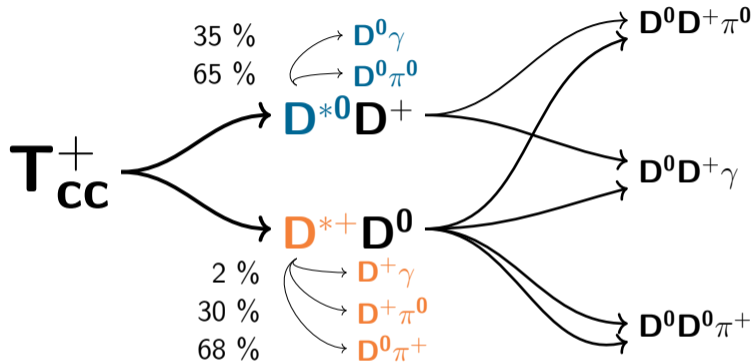 35 % D⁰γ
65 % D⁰π⁰
D*⁰D⁺
T⁺cc
D*⁺D⁰
2 % D⁺γ
30 % D⁺π⁰
68 % D⁰π⁺
D⁰D⁺π⁰
D⁰D⁺γ
D⁰D⁰π⁺